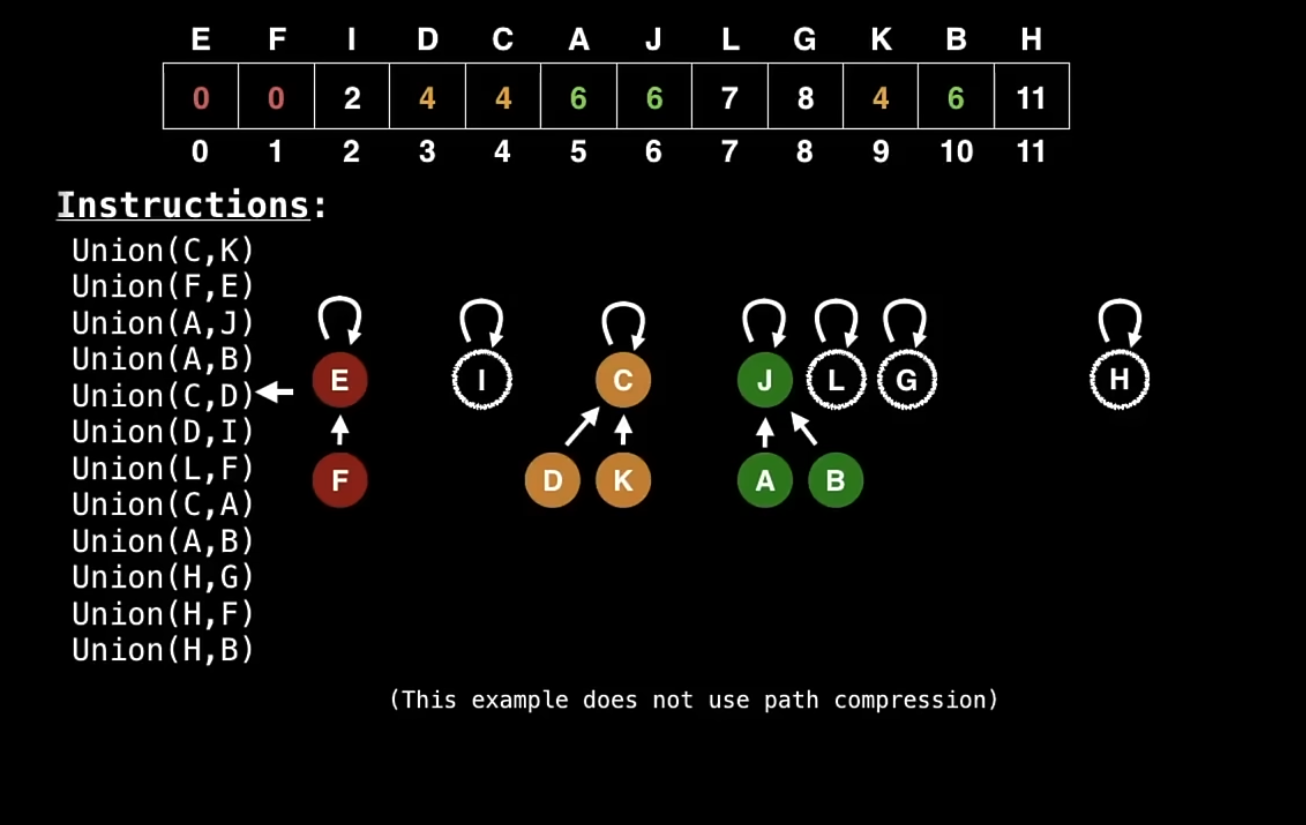 E F I D C A J L G K B H
0 0 2 4 4 6 6 7 8 4 6 11
0 1 2 3 4 5 6 7 8 9 10 11
Instructions:
Union(C,K)
Union(F,E)
Union(A,J)
Union(A,B)
Union(C,D)
Union(D,I)
Union(L,F)
Union(C,A)
Union(A,B)
Union(H,G)
Union(H,F)
Union(H,B)
E I C J L G H
F D K A B
(This example does not use path compression)